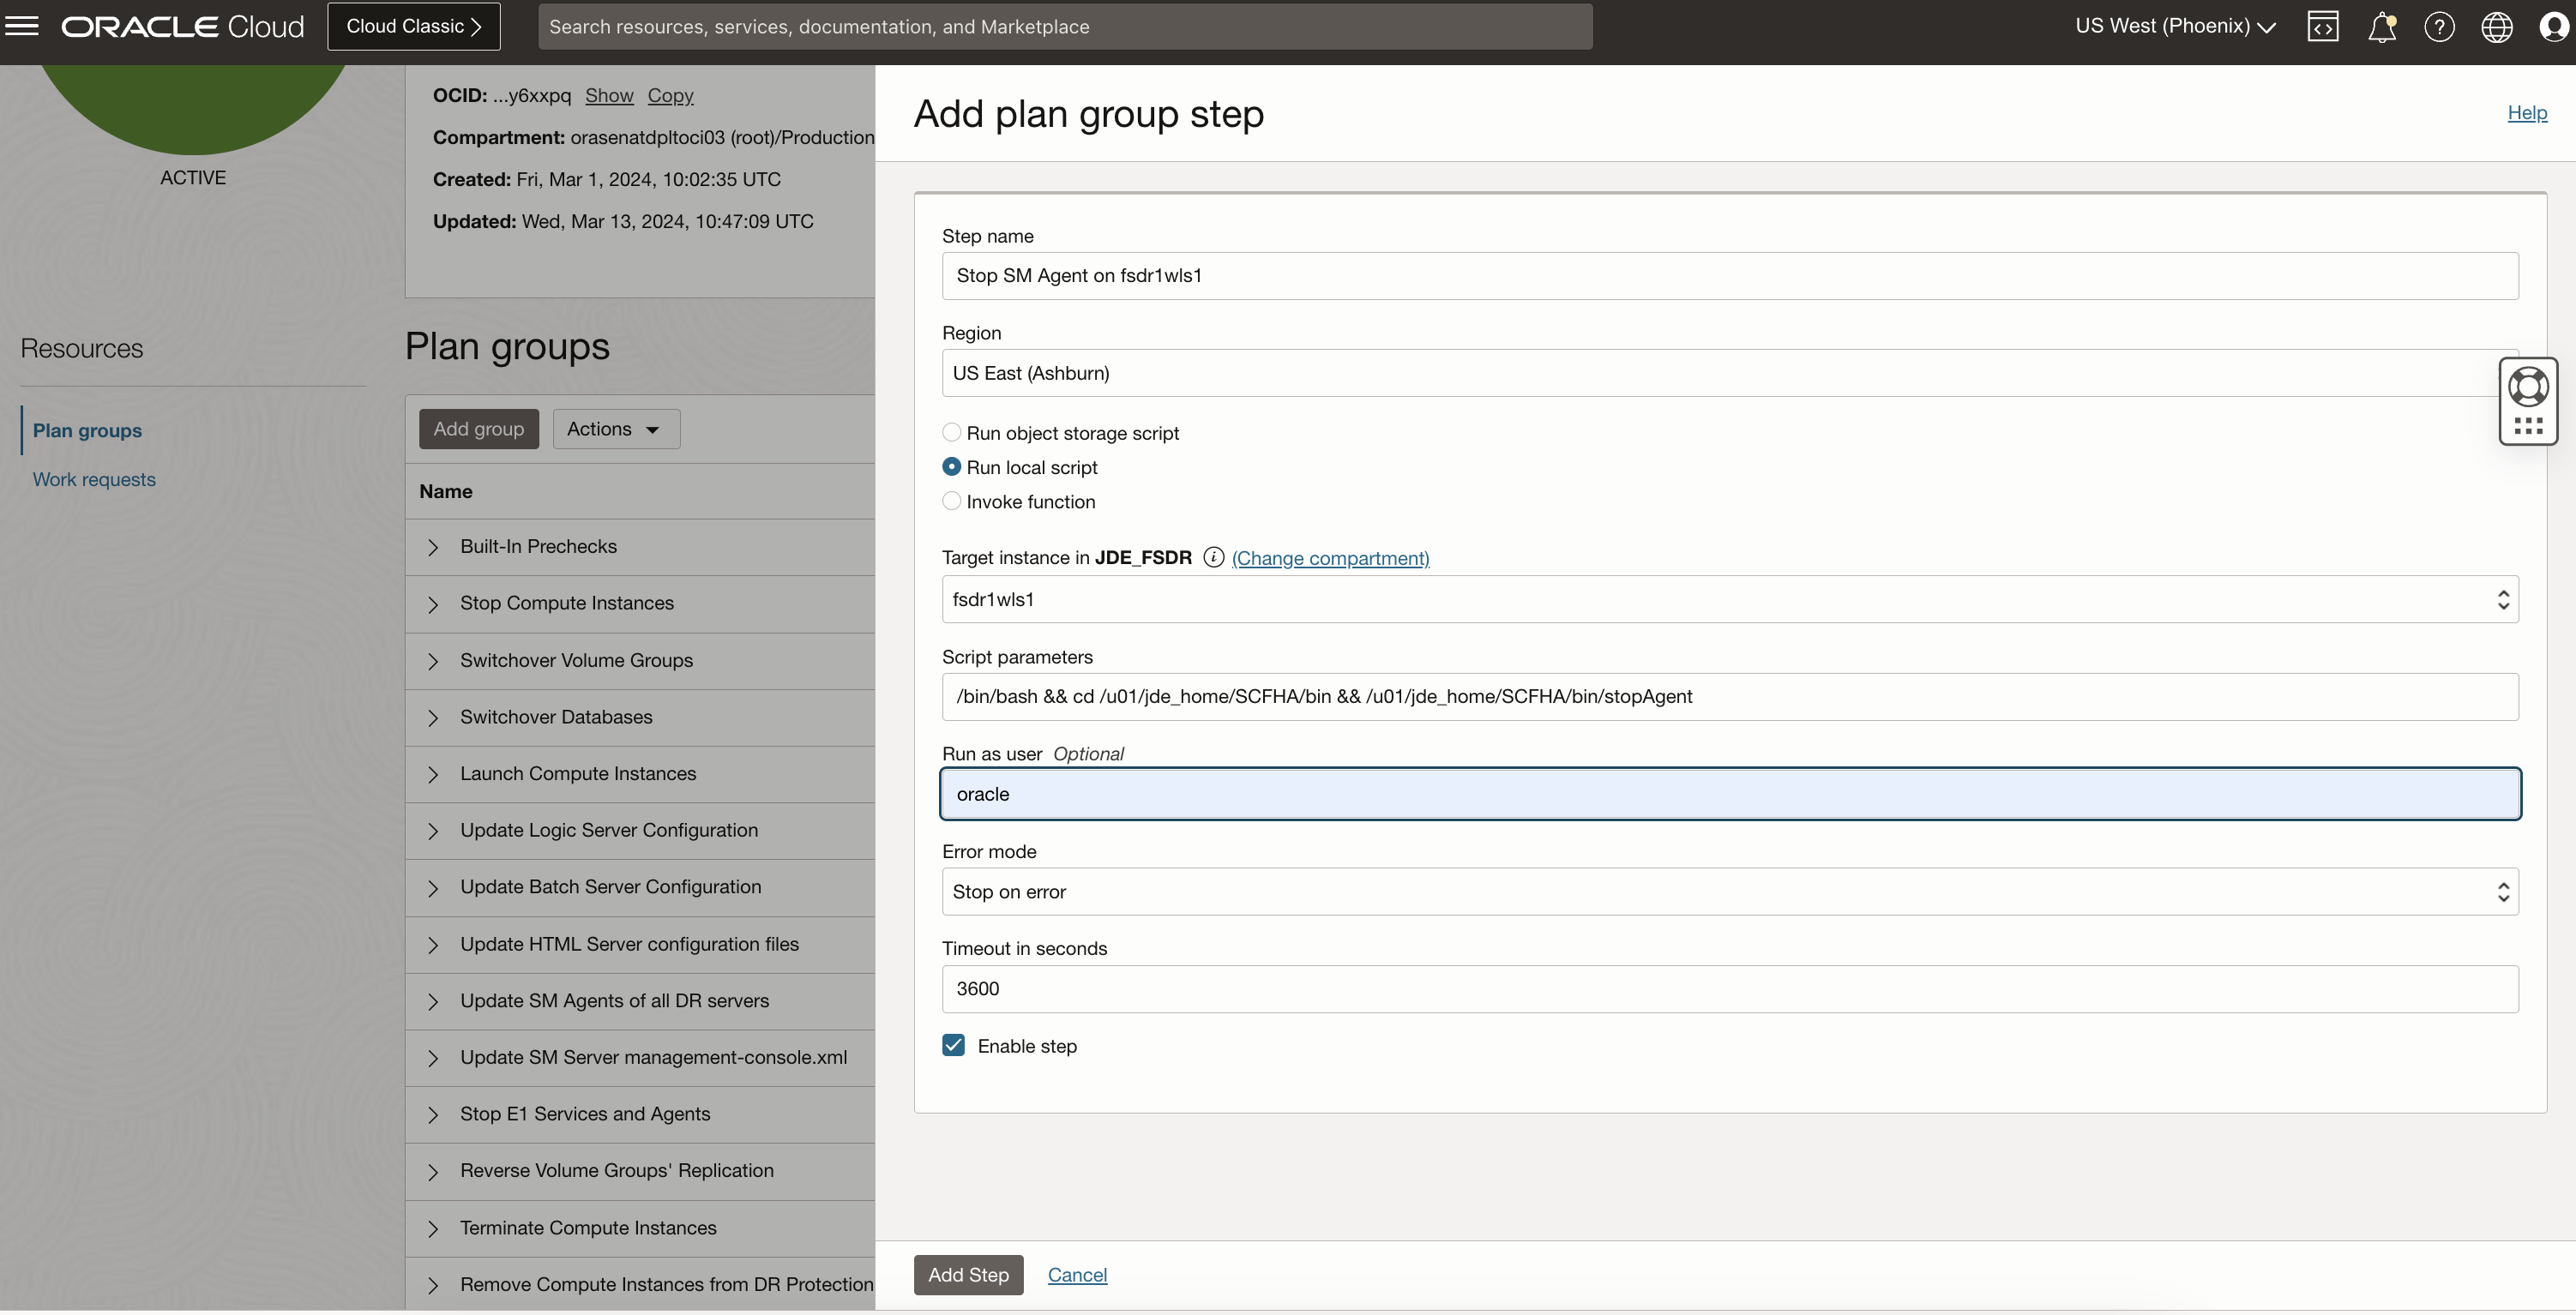 ORACLE Cloud
Cloud Classic
Search resources, services, documentation, and Marketplace
US West (Phoenix)
ACTIVE
OCID: ...y6xxpq Show Copy
Compartment: orasenatdpltoci03 (root)/Production
Created: Fri, Mar 1, 2024, 10:02:35 UTC
Updated: Wed, Mar 13, 2024, 10:47:09 UTC
Resources
Plan groups
Work requests
Plan groups
Add group
Actions
Name
Built-In Prechecks
Stop Compute Instances
Switchover Volume Groups
Switchover Databases
Launch Compute Instances
Update Logic Server Configuration
Update Batch Server Configuration
Update HTML Server configuration files
Update SM Agents of all DR servers
Update SM Server management-console.xml
Stop E1 Services and Agents
Reverse Volume Groups' Replication
Terminate Compute Instances
Remove Compute Instances from DR Protection
Add plan group step
Help
Step name
Stop SM Agent on fsdr1wls1
Region
US East (Ashburn)
Run object storage script
Run local script
Invoke function
Target instance in JDE_FSDR (Change compartment)
fsdr1wls1
Script parameters
/bin/bash && cd /u01/jde_home/SCFHA/bin && /u01/jde_home/SCFHA/bin/stopAgent
Run as user Optional
oracle
Error mode
Stop on error
Timeout in seconds
3600
Enable step
Add Step
Cancel